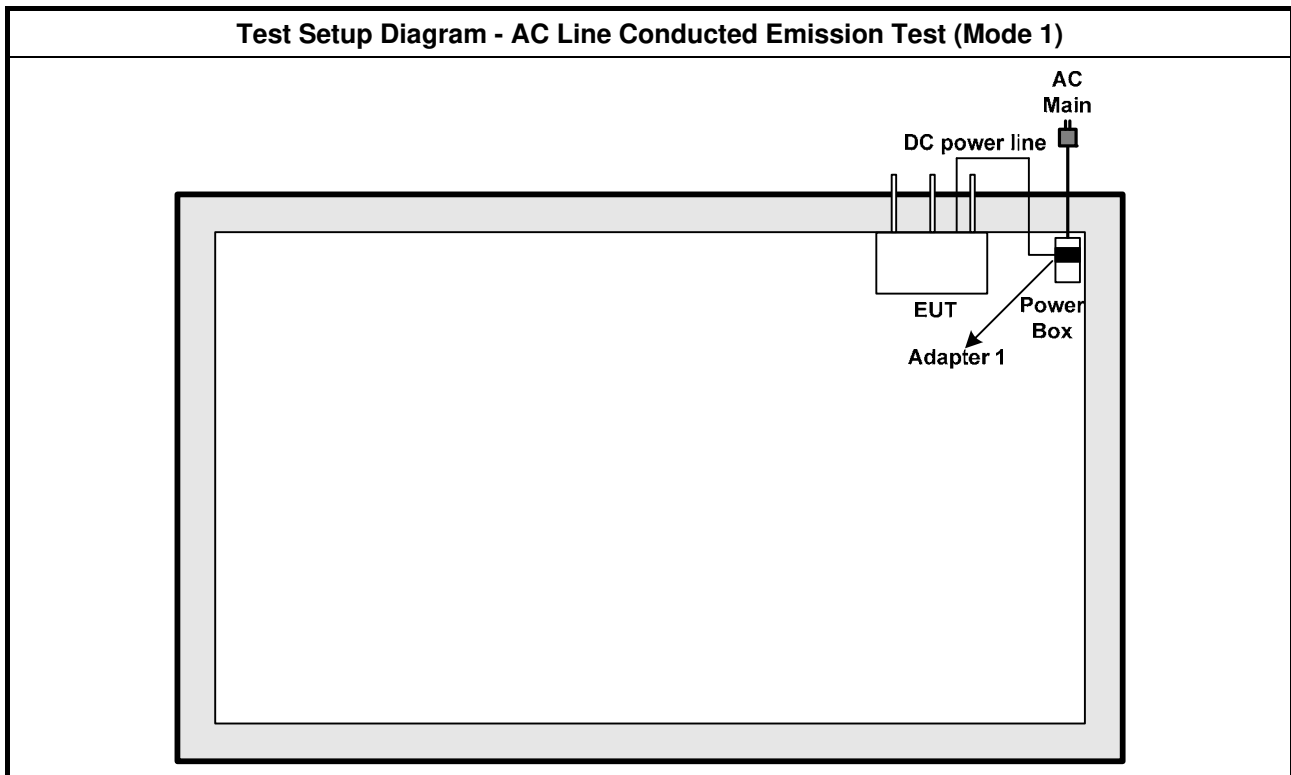 Test Setup Diagram - AC Line Conducted Emission Test (Mode 1)
AC
Main
DC power line
EUT
Power
Box
Adapter 1